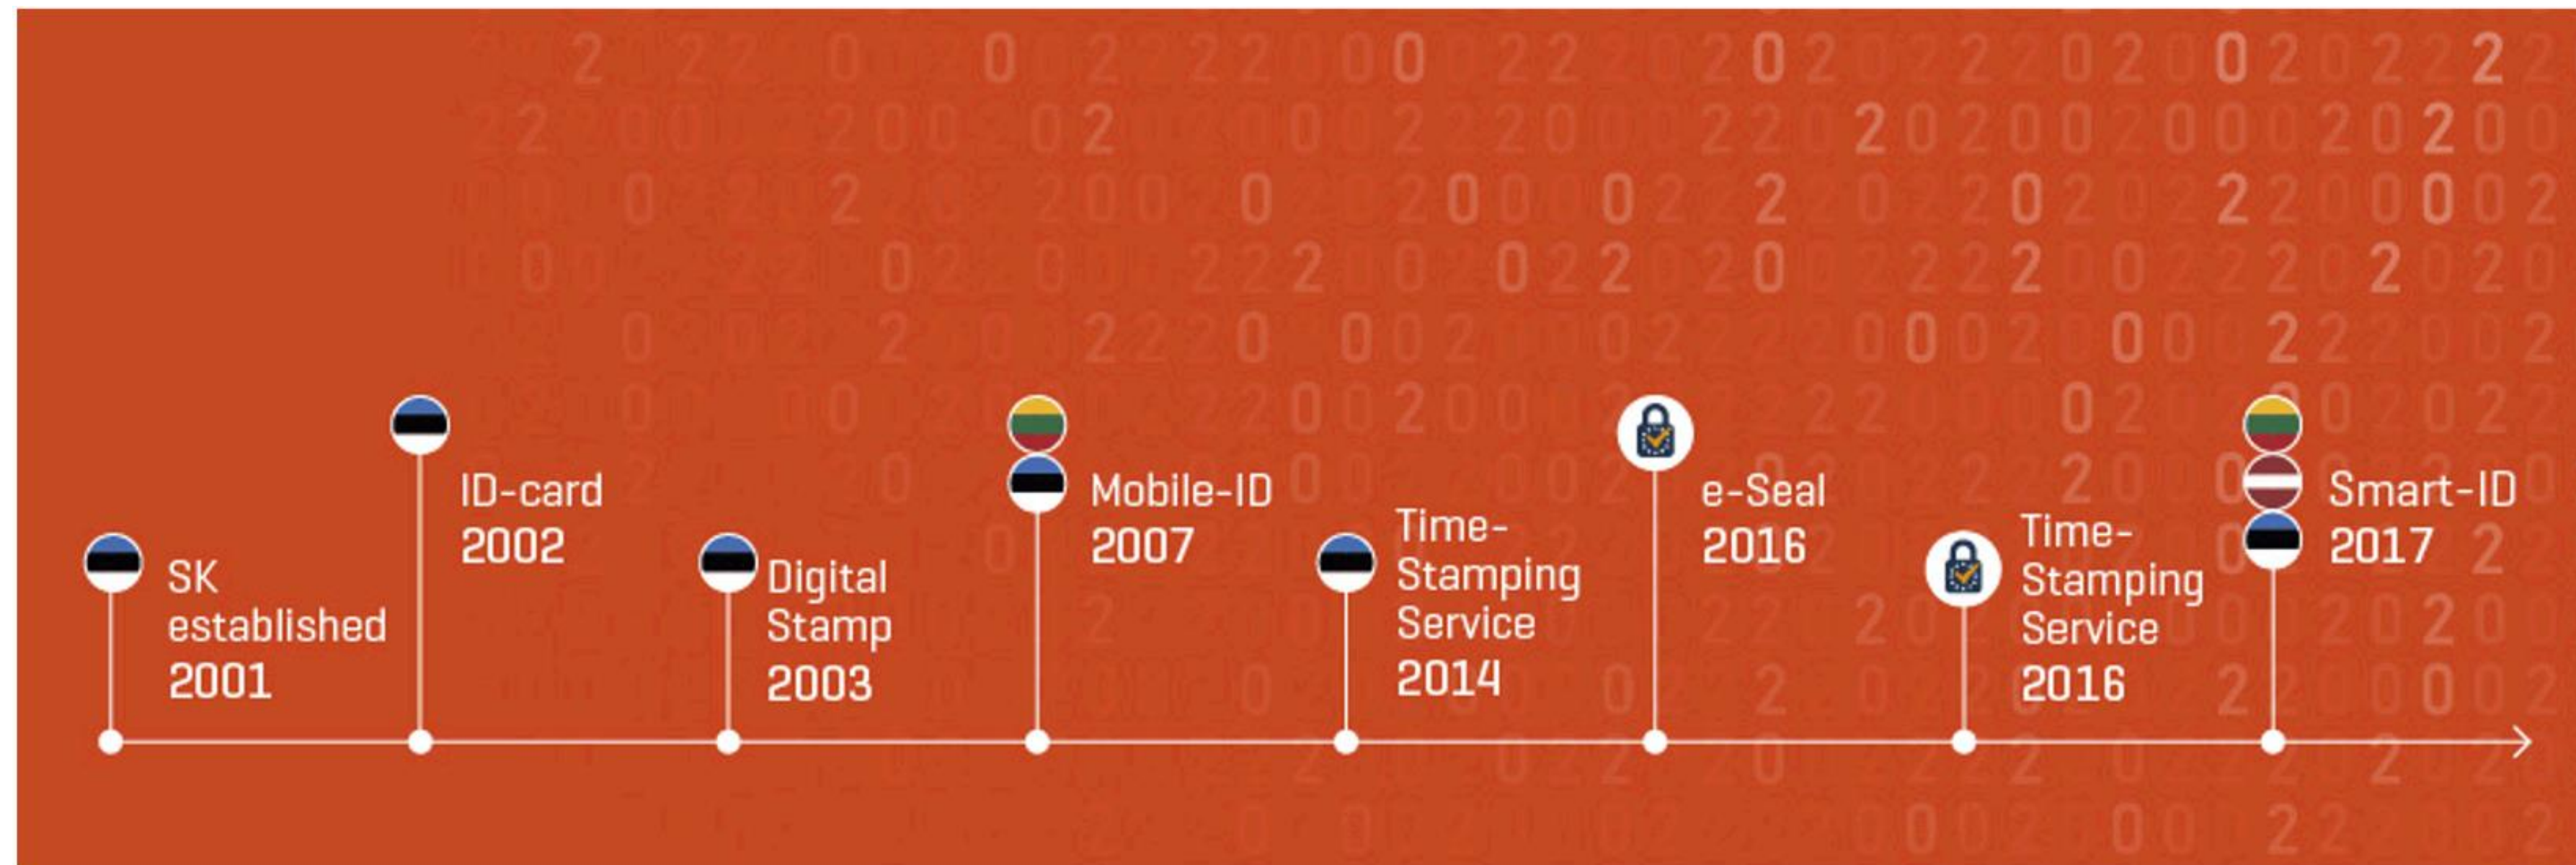 SK
established
2001
ID-card
2002
Digital
Stamp
2003
Mobile-ID
2007
Time-
Stamping
Service
2014
e-Seal
2016
Time-
Stamping
Service
2016
Smart-ID
2017